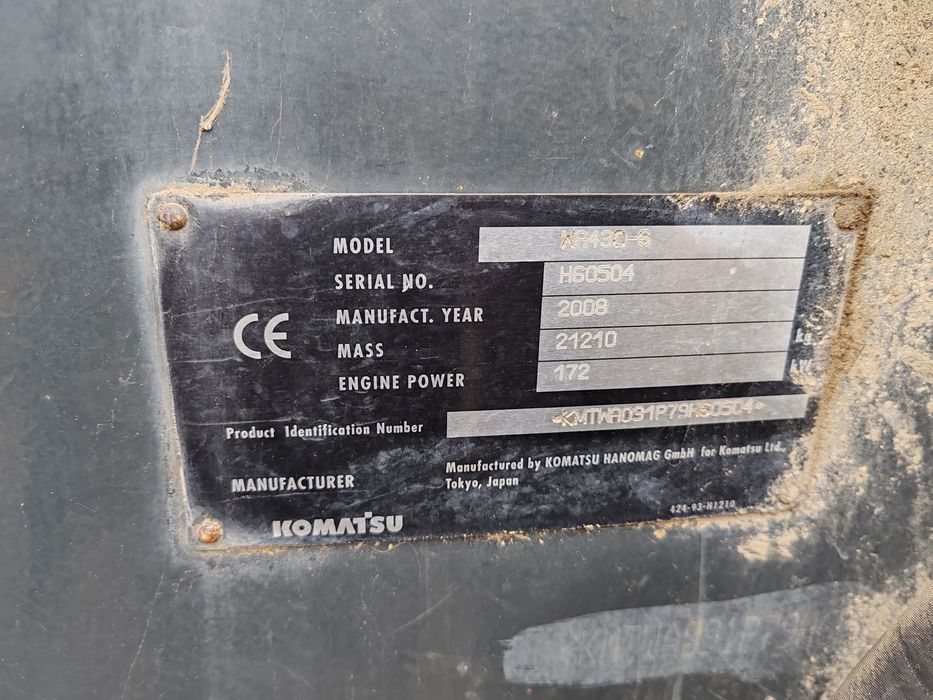 MODEL WA430-6
SERIAL NO. H60504
MANUFACT. YEAR 2008
MASS 21210 kg
ENGINE POWER 172 kW
CE
Product Identification Number *KMTWA091P79H60504*
MANUFACTURER Manufactured by KOMATSU HANOMAG GmbH for Komatsu Ltd.,
Tokyo, Japan
424-93-H1210
KOMATSU